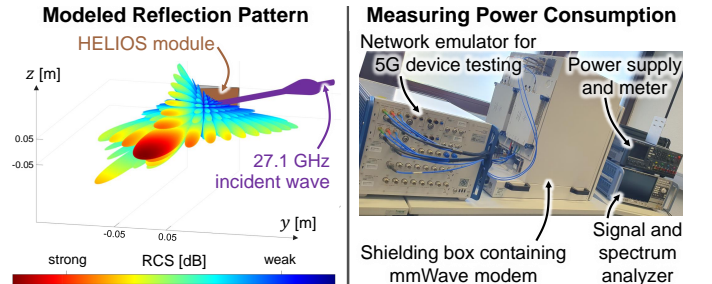 Modeled Reflection Pattern
HELIOS module
z [m]
0.05
-0.05
27.1 GHz
incident wave
y [m]
-0.05
0.05
strong
RCS [dB]
weak
Measuring Power Consumption
Network emulator for
5G device testing
Power supply
and meter
Shielding box containing
mmWave modem
Signal and
spectrum
analyzer